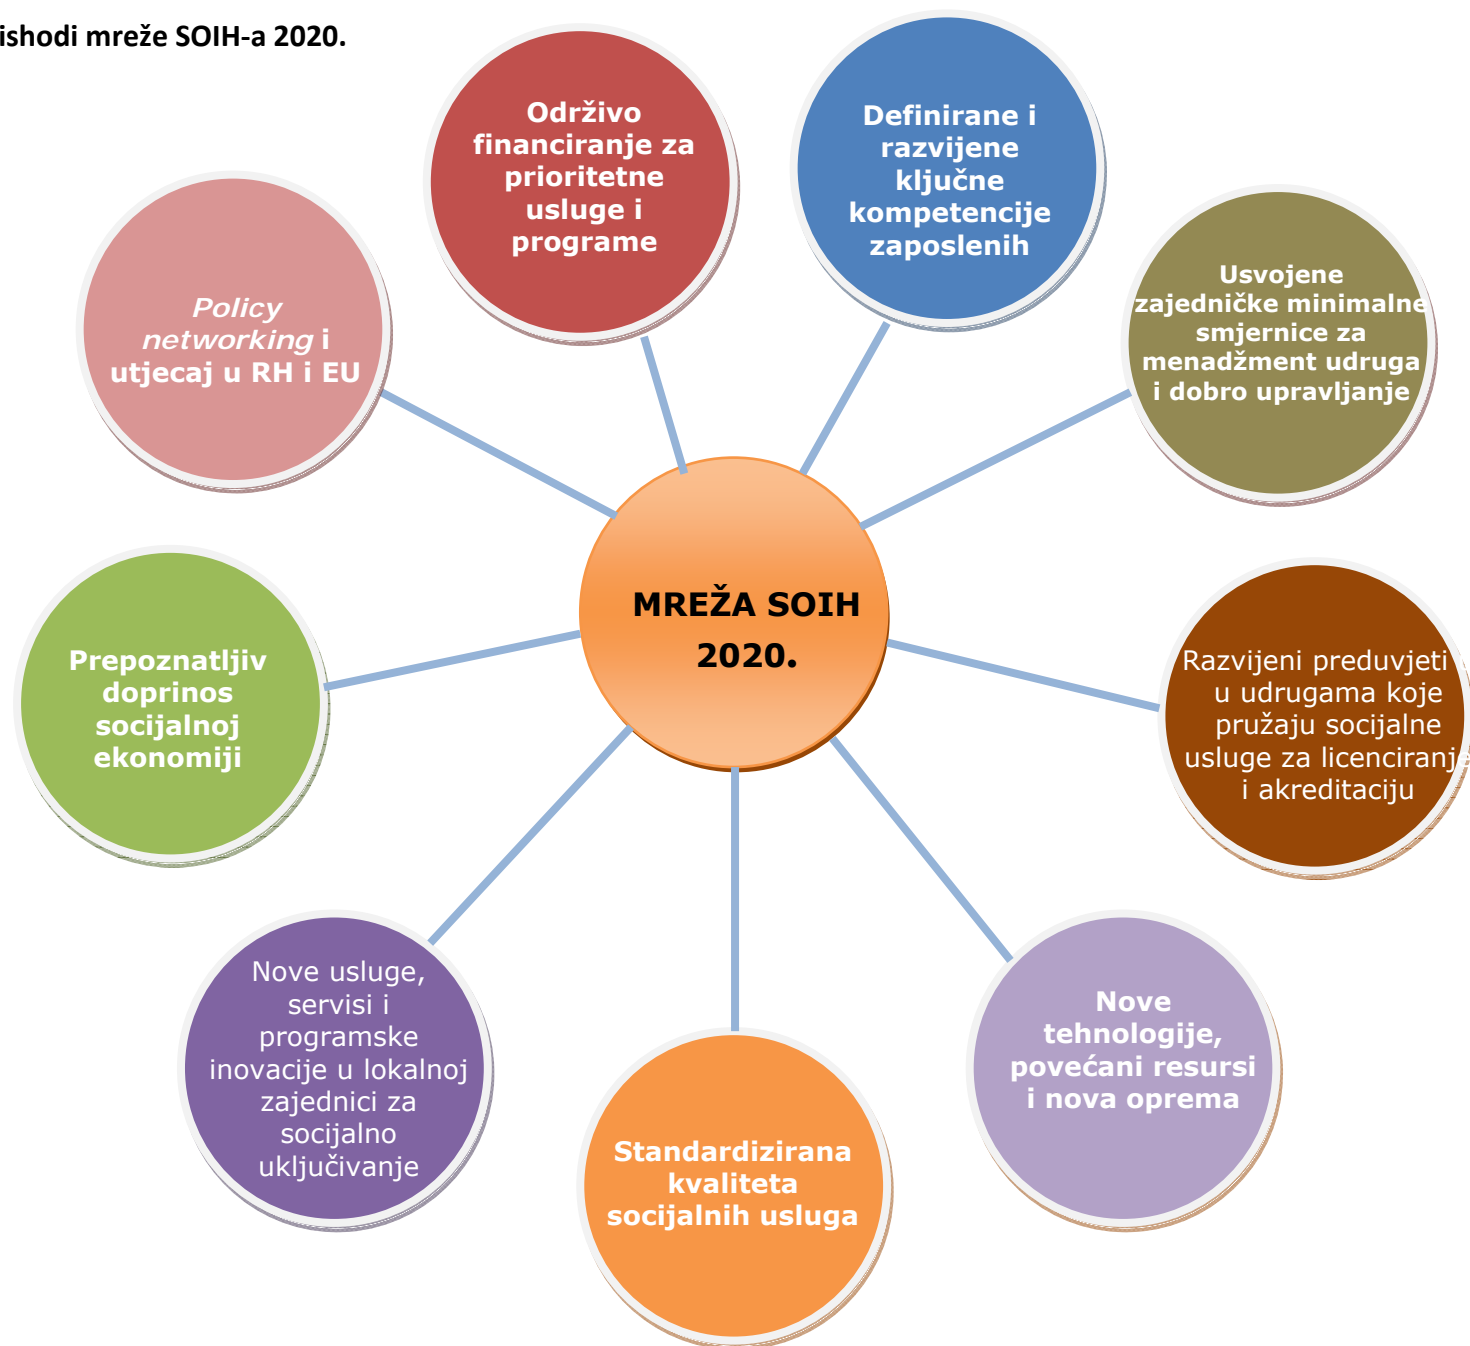 ishodi mreže SOIH-a 2020.
Održivo
financiranje za
prioritetne
usluge i
programe
Definirane i
razvijene
ključne
kompetencije
zaposlenih
Usvojene
zajedničke minimalne
smjernice za
menadžment udruga
i dobro upravljanje
Policy
networking i
utjecaj u RH i EU
MREŽA SOIH
2020.
Prepoznatljiv
doprinos
socijalnoj
ekonomiji
Razvijeni preduvjeti
u udrugama koje
pružaju socijalne
usluge za licenciranje
i akreditaciju
Nove usluge,
servisi i
programske
inovacije u lokalnoj
zajednici za
socijalno
uključivanje
Nove
tehnologije,
povećani resursi
i nova oprema
Standardizirana
kvaliteta
socijalnih usluga